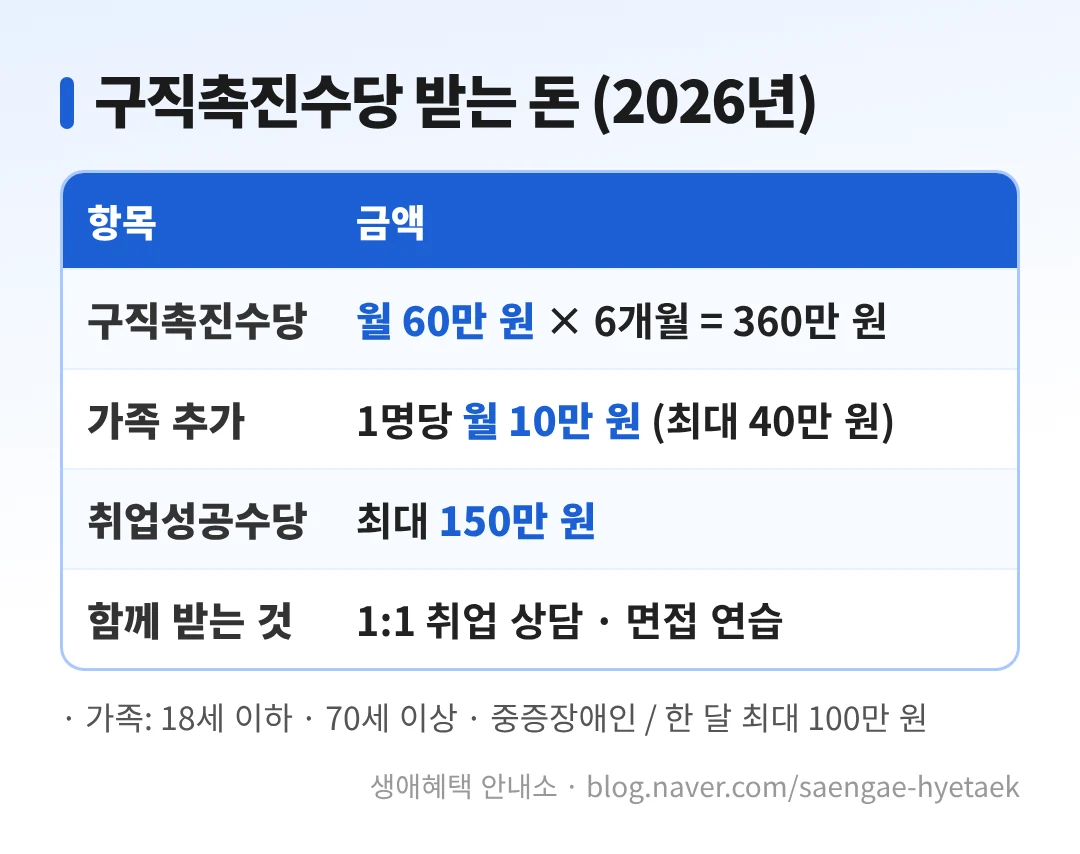 구직촉진수당 받는 돈 (2026년)
항목 금액
구직촉진수당 월 60만 원 × 6개월 = 360만 원
가족 추가 1명당 월 10만 원 (최대 40만 원)
취업성공수당 최대 150만 원
함께 받는 것 1:1 취업 상담 · 면접 연습
· 가족: 18세 이하 · 70세 이상 · 중증장애인 / 한 달 최대 100만 원
생애혜택 안내소 · blog.naver.com/saengae-hyetaek